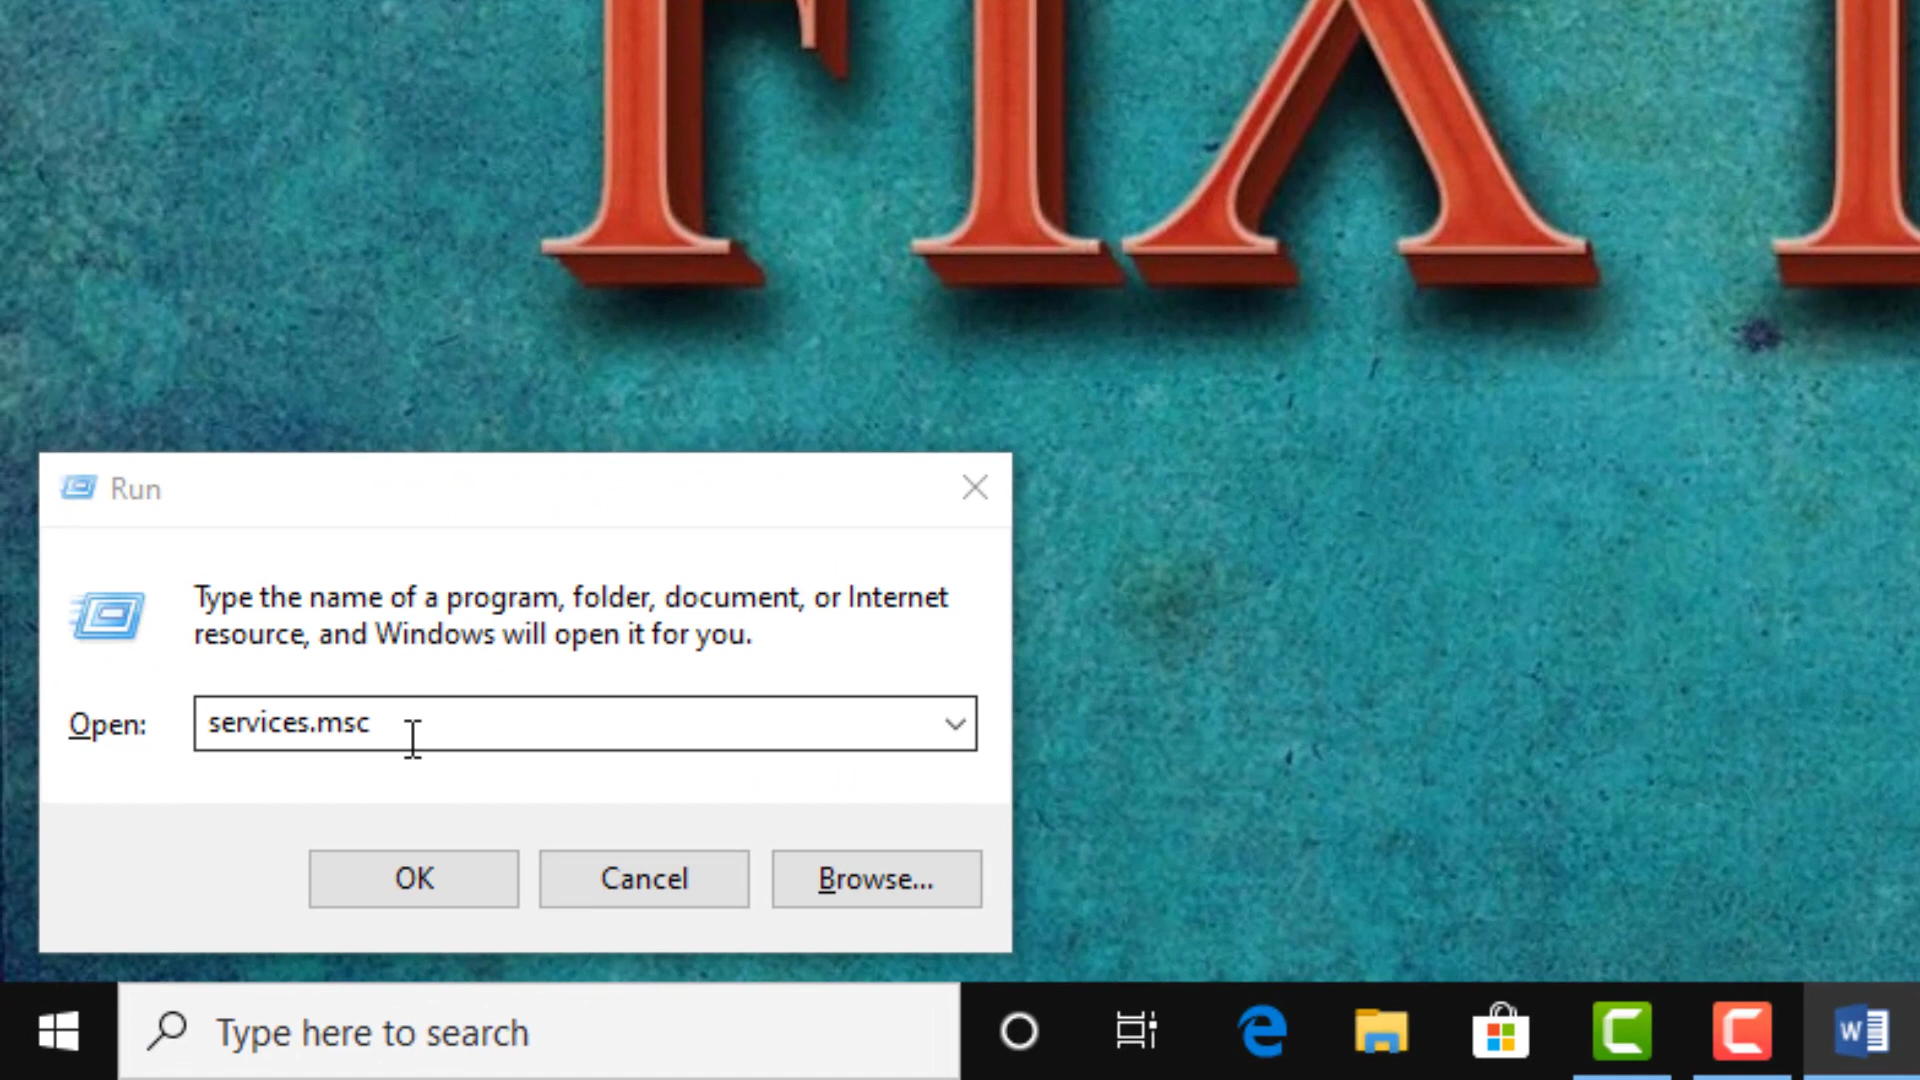 FIX
Run
Type the name of a program, folder, document, or Internet
resource, and Windows will open it for you.
Open: services.msc
OK Cancel Browse...
Type here to search
W